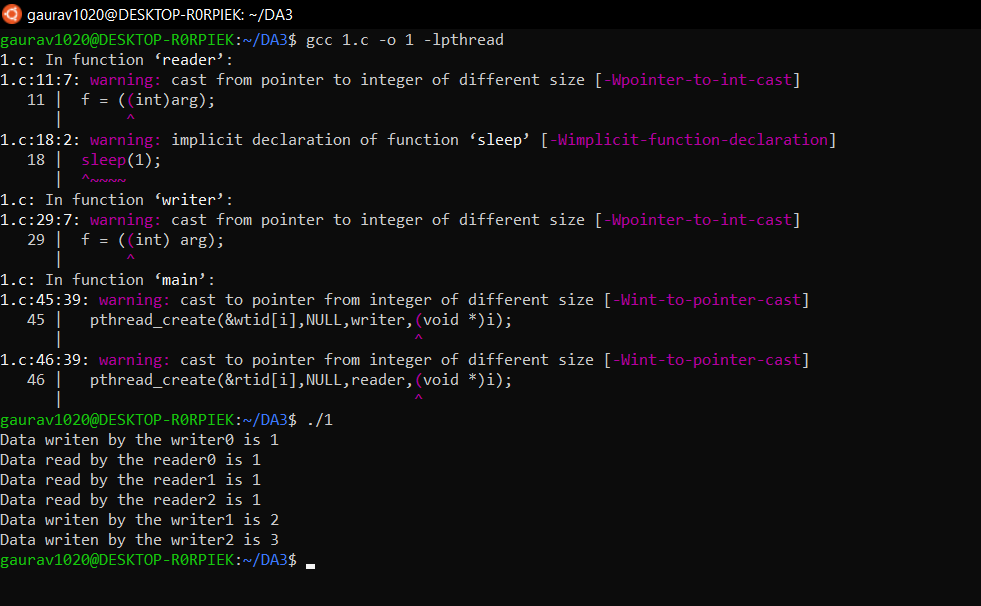 gaurav1020@DESKTOP-R0RPIEK: ~/DA3
gaurav1020@DESKTOP-R0RPIEK:~/DA3$ gcc 1.c -o 1 -lpthread
1.c: In function ‘reader’:
1.c:11:7: warning: cast from pointer to integer of different size [-Wpointer-to-int-cast]
   11 |  f = ((int)arg);
      |       ^
1.c:18:2: warning: implicit declaration of function ‘sleep’ [-Wimplicit-function-declaration]
   18 |  sleep(1);
      |  ^~~~~
1.c: In function ‘writer’:
1.c:29:7: warning: cast from pointer to integer of different size [-Wpointer-to-int-cast]
   29 |  f = ((int) arg);
      |       ^
1.c: In function ‘main’:
1.c:45:39: warning: cast to pointer from integer of different size [-Wint-to-pointer-cast]
   45 |   pthread_create(&wtid[i],NULL,writer,(void *)i);
      |                                       ^
1.c:46:39: warning: cast to pointer from integer of different size [-Wint-to-pointer-cast]
   46 |   pthread_create(&rtid[i],NULL,reader,(void *)i);
      |                                       ^
gaurav1020@DESKTOP-R0RPIEK:~/DA3$ ./1
Data writen by the writer0 is 1
Data read by the reader0 is 1
Data read by the reader1 is 1
Data read by the reader2 is 1
Data writen by the writer1 is 2
Data writen by the writer2 is 3
gaurav1020@DESKTOP-R0RPIEK:~/DA3$